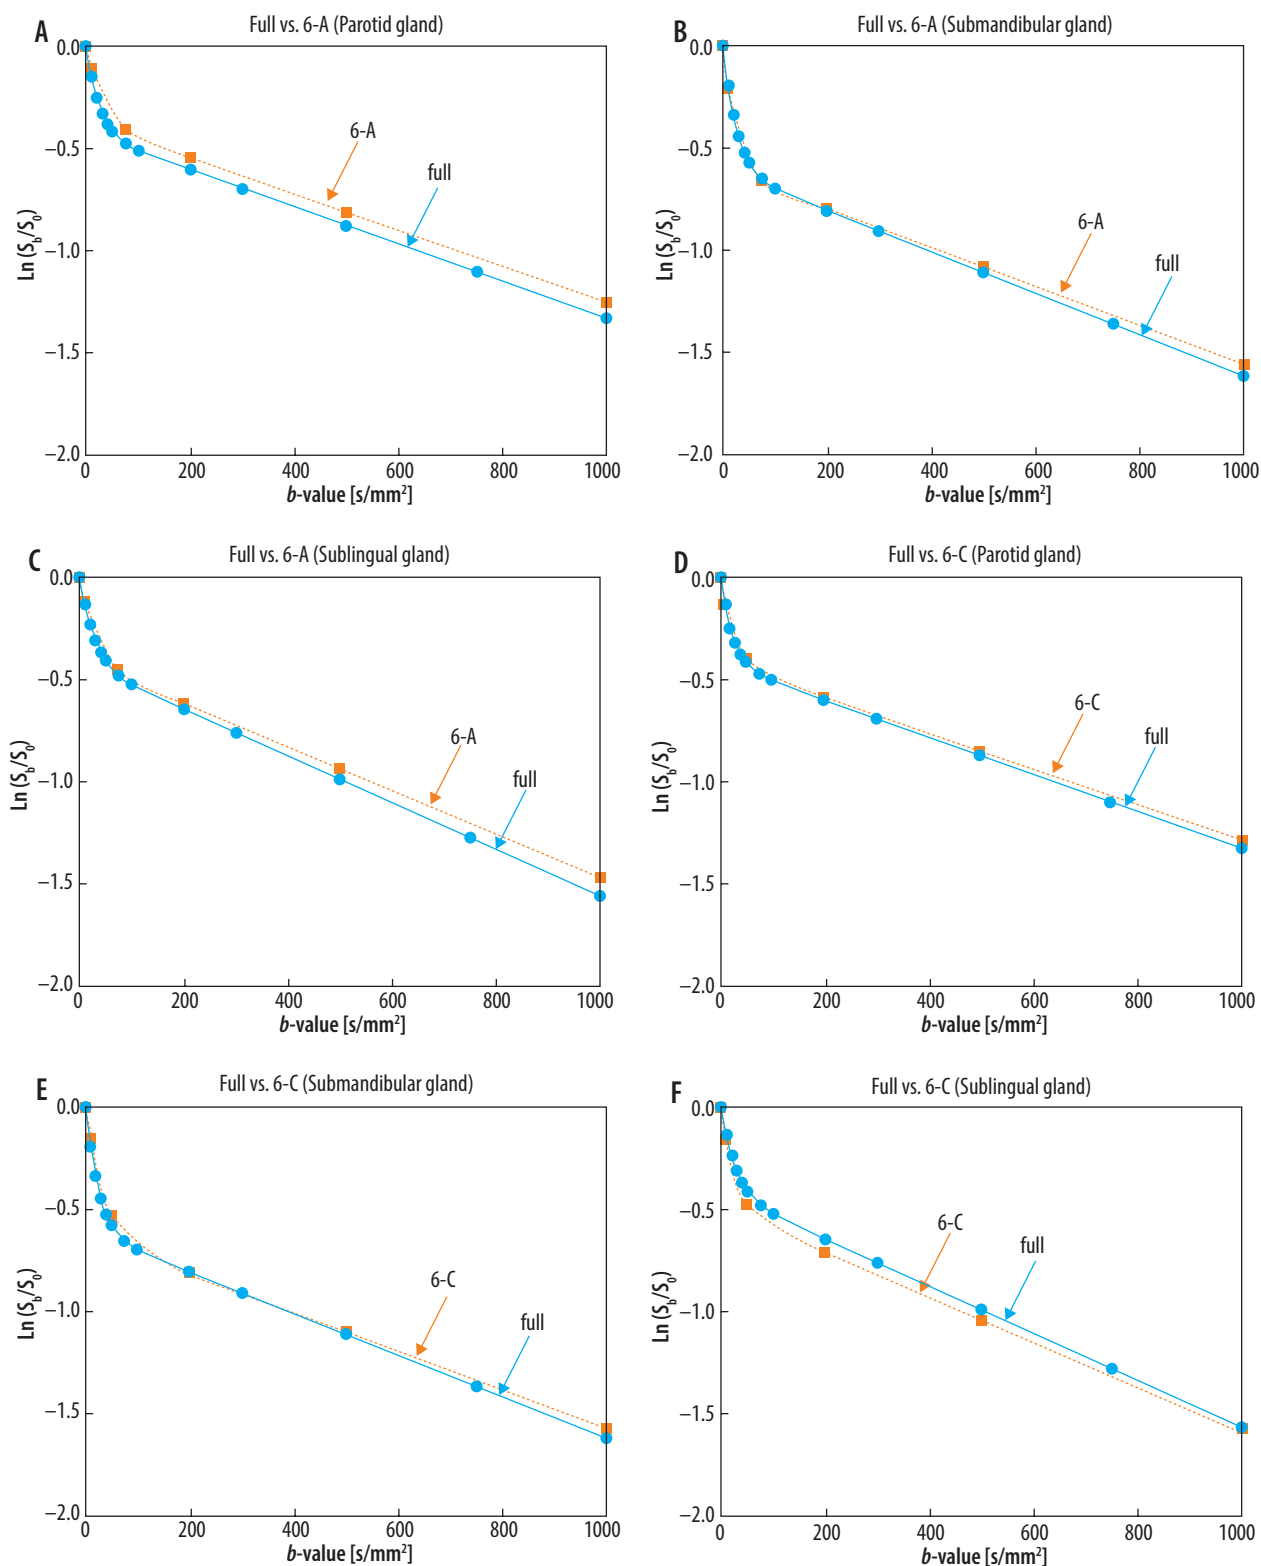 A
Full vs. 6-A (Parotid gland)
0.0
−0.5
−1.0
−1.5
−2.0
Ln (S_b/S_0)
6-A
full
0 200 400 600 800 1000
b-value [s/mm²]
B
Full vs. 6-A (Submandibular gland)
0.0
−0.5
−1.0
−1.5
−2.0
Ln (S_b/S_0)
6-A
full
0 200 400 600 800 1000
b-value [s/mm²]
C
Full vs. 6-A (Sublingual gland)
0.0
−0.5
−1.0
−1.5
−2.0
Ln (S_b/S_0)
6-A
full
0 200 400 600 800 1000
b-value [s/mm²]
D
Full vs. 6-C (Parotid gland)
0.0
−0.5
−1.0
−1.5
−2.0
Ln (S_b/S_0)
6-C
full
0 200 400 600 800 1000
b-value [s/mm²]
E
Full vs. 6-C (Submandibular gland)
0.0
−0.5
−1.0
−1.5
−2.0
Ln (S_b/S_0)
6-C
full
0 200 400 600 800 1000
b-value [s/mm²]
F
Full vs. 6-C (Sublingual gland)
0.0
−0.5
−1.0
−1.5
−2.0
Ln (S_b/S_0)
6-C
full
0 200 400 600 800 1000
b-value [s/mm²]